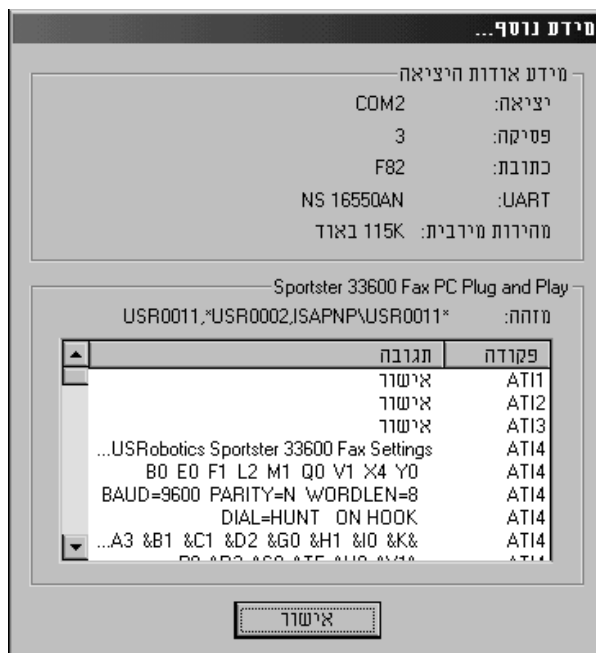 מידע נוסף...
מידע אודות היציאה
יציאה: COM2
פסיקה: 3
כתובת: F82
UART: NS 16550AN
מהירות מירבית: 115K באוד
Sportster 33600 Fax PC Plug and Play
מזהה: *USR0011,*USR0002,ISAPNP\USR0011
פקודה תגובה
ATI1 אישור
ATI2 אישור
ATI3 אישור
ATI4 USRobotics Sportster 33600 Fax Settings...
ATI4 B0 E0 F1 L2 M1 Q0 V1 X4 Y0
ATI4 BAUD=9600 PARITY=N WORDLEN=8
ATI4 DIAL=HUNT ON HOOK
ATI4 &A3 &B1 &C1 &D2 &G0 &H1 &I0 &K...
ATI4
אישור